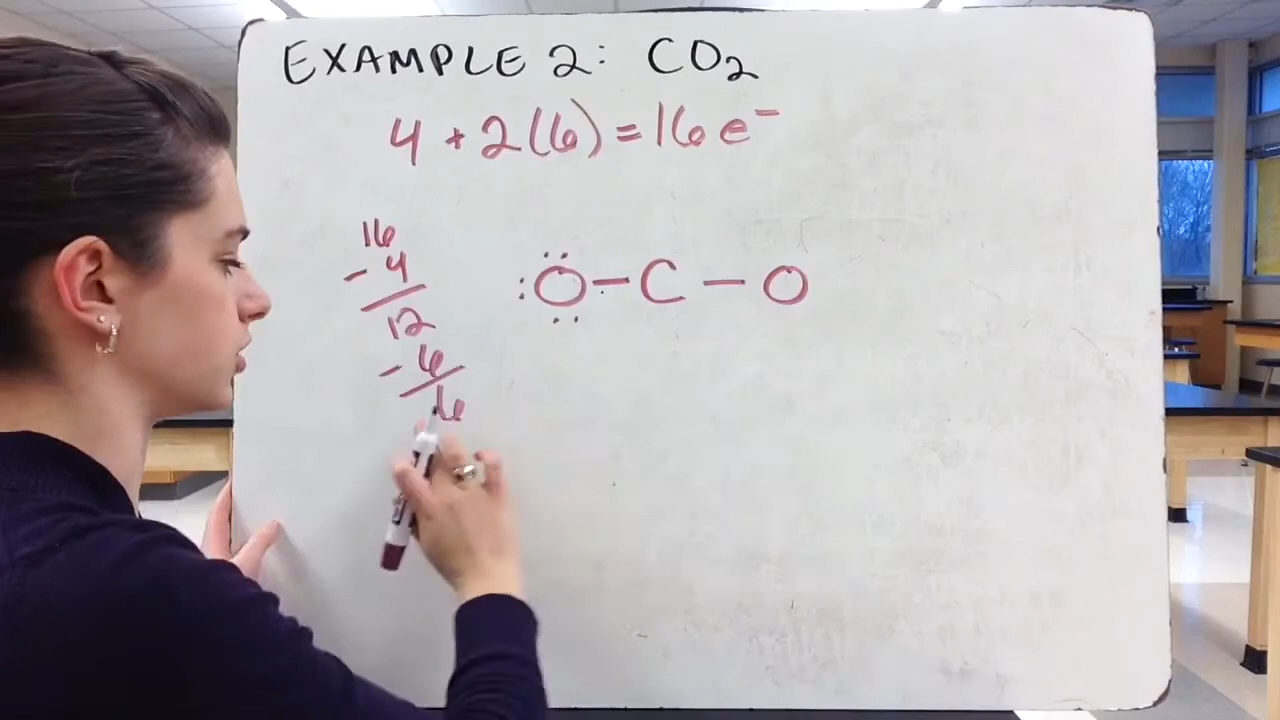 EXAMPLE 2: CO₂
4 + 2(6) = 16 e⁻
16
- 4
12
- 6
6
:O-C-O